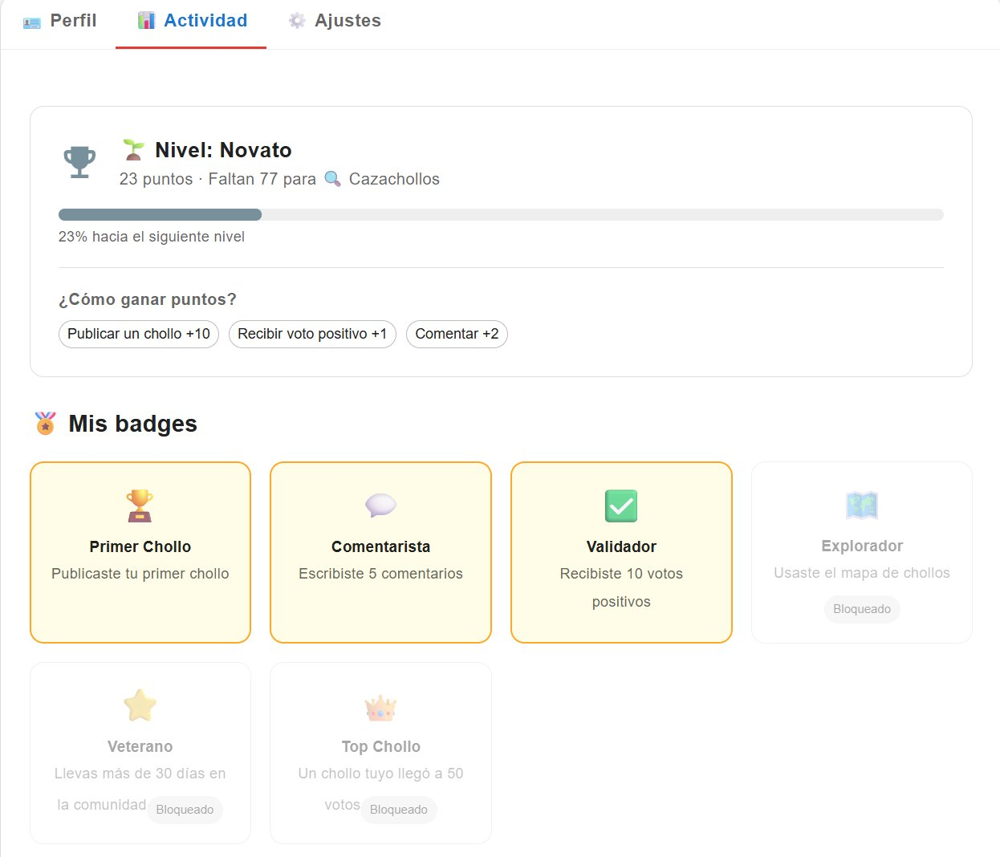 Perfil
Actividad
Ajustes
Nivel: Novato
23 puntos · Faltan 77 para 🔍 Cazachollos
23% hacia el siguiente nivel
¿Cómo ganar puntos?
Publicar un chollo +10
Recibir voto positivo +1
Comentar +2
Mis badges
Primer Chollo
Publicaste tu primer chollo
Comentarista
Escribiste 5 comentarios
Validador
Recibiste 10 votos
positivos
Explorador
Usaste el mapa de chollos
Bloqueado
Veterano
Llevas más de 30 días en
la comunidad Bloqueado
Top Chollo
Un chollo tuyo llegó a 50
votos Bloqueado